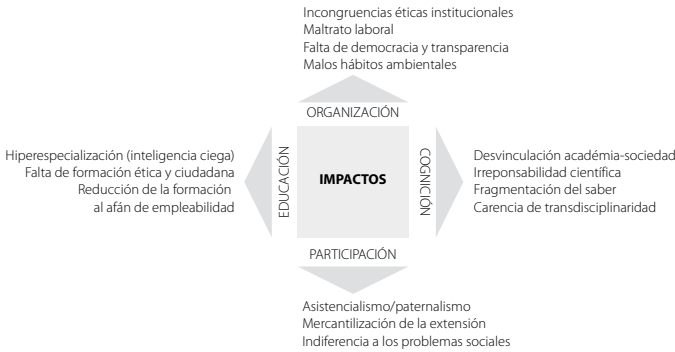 Incongruencias éticas institucionales
Maltrato laboral
Falta de democracia y transparencia
Malos hábitos ambientales
ORGANIZACIÓN
Hiperespecialización (inteligencia ciega)
Falta de formación ética y ciudadana
Reducción de la formación
al afán de empleabilidad
EDUCACIÓN
IMPACTOS
COGNICIÓN
Desvinculación académia-sociedad
Irreponsabilidad científica
Fragmentación del saber
Carencia de transdisciplinaridad
PARTICIPACIÓN
Asistencialismo/paternalismo
Mercantilización de la extensión
Indiferencia a los problemas sociales